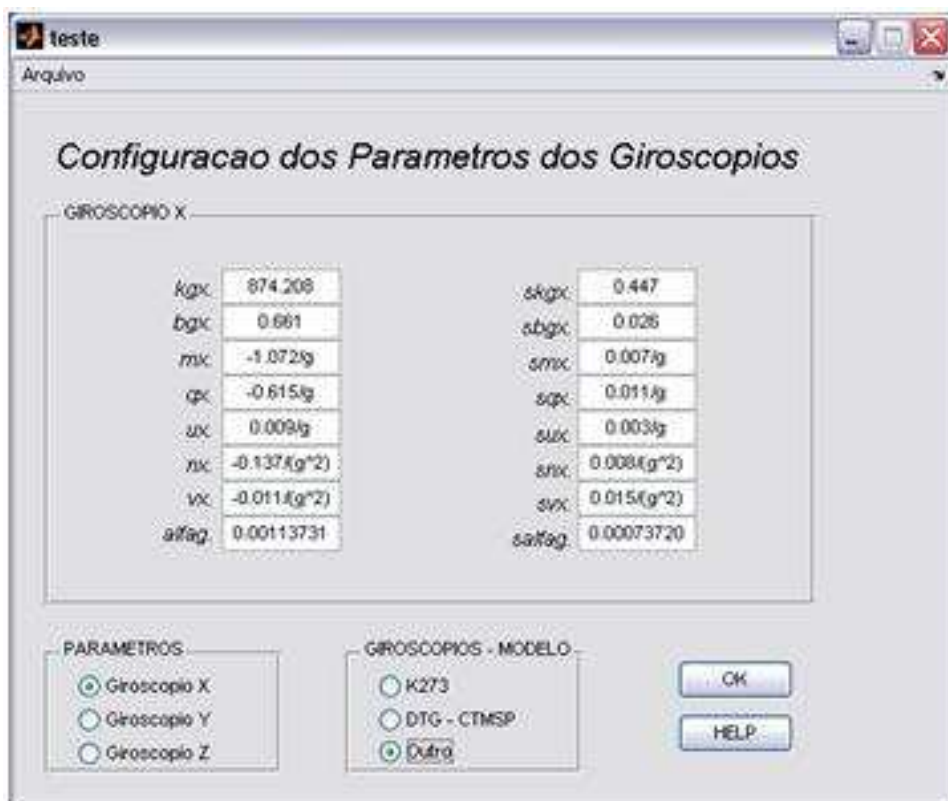 teste
Arquivo
Configuracao dos Parametros dos Giroscopios
GIROSCOPIO X
kgx. 874.208
bgx. 0.661
mx. -1.072/g
qx. -0.615/g
ux. 0.009/g
nx. -0.137/(g^2)
vx. -0.011/(g^2)
alfag. 0.00113731
skgx. 0.447
sbgx. 0.026
smx. 0.007/g
sqx. 0.011/g
sux. 0.003/g
snx. 0.008/(g^2)
svx. 0.015/(g^2)
salfag. 0.00073720
PARAMETROS
Giroscopio X
Giroscopio Y
Giroscopio Z
GIROSCOPIOS - MODELO
K273
DTG - CTMSP
Outro
OK
HELP